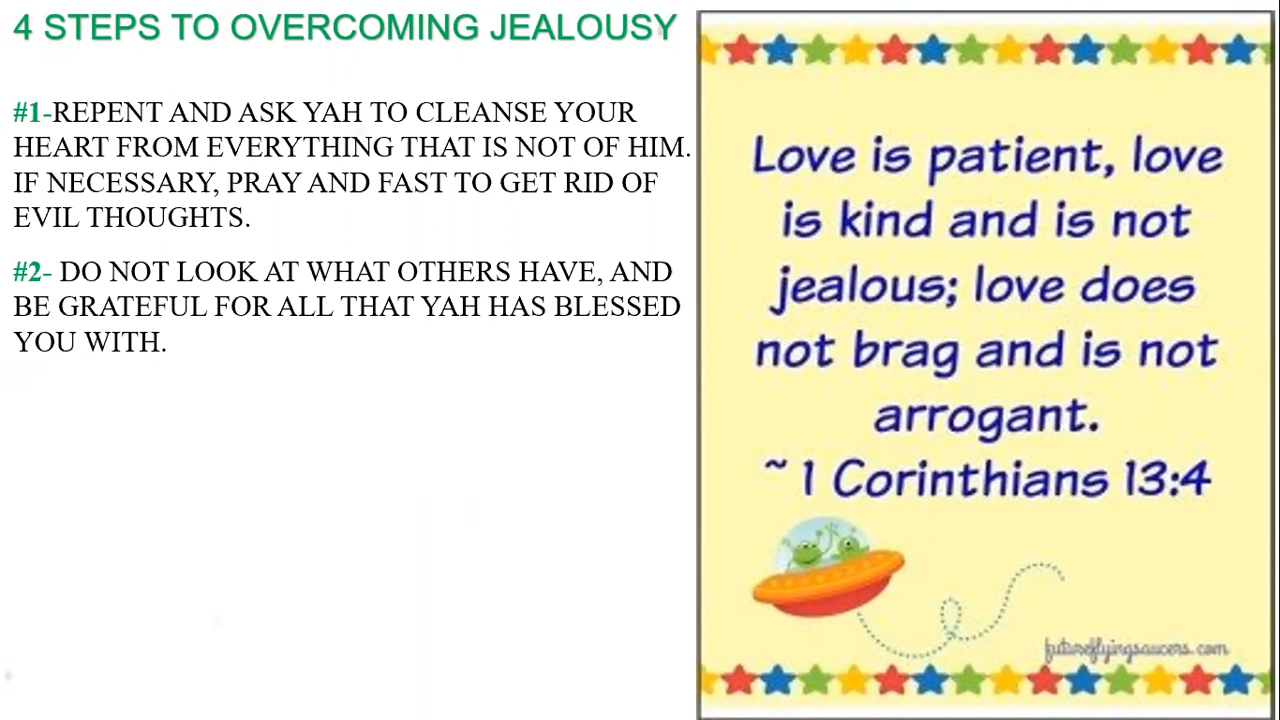 4 STEPS TO OVERCOMING JEALOUSY
#1-REPENT AND ASK YAH TO CLEANSE YOUR
HEART FROM EVERYTHING THAT IS NOT OF HIM.
IF NECESSARY, PRAY AND FAST TO GET RID OF
EVIL THOUGHTS.
#2- DO NOT LOOK AT WHAT OTHERS HAVE, AND
BE GRATEFUL FOR ALL THAT YAH HAS BLESSED
YOU WITH.
Love is patient, love
is kind and is not
jealous; love does
not brag and is not
arrogant.
~ 1 Corinthians 13:4
futureflyingsaucers.com